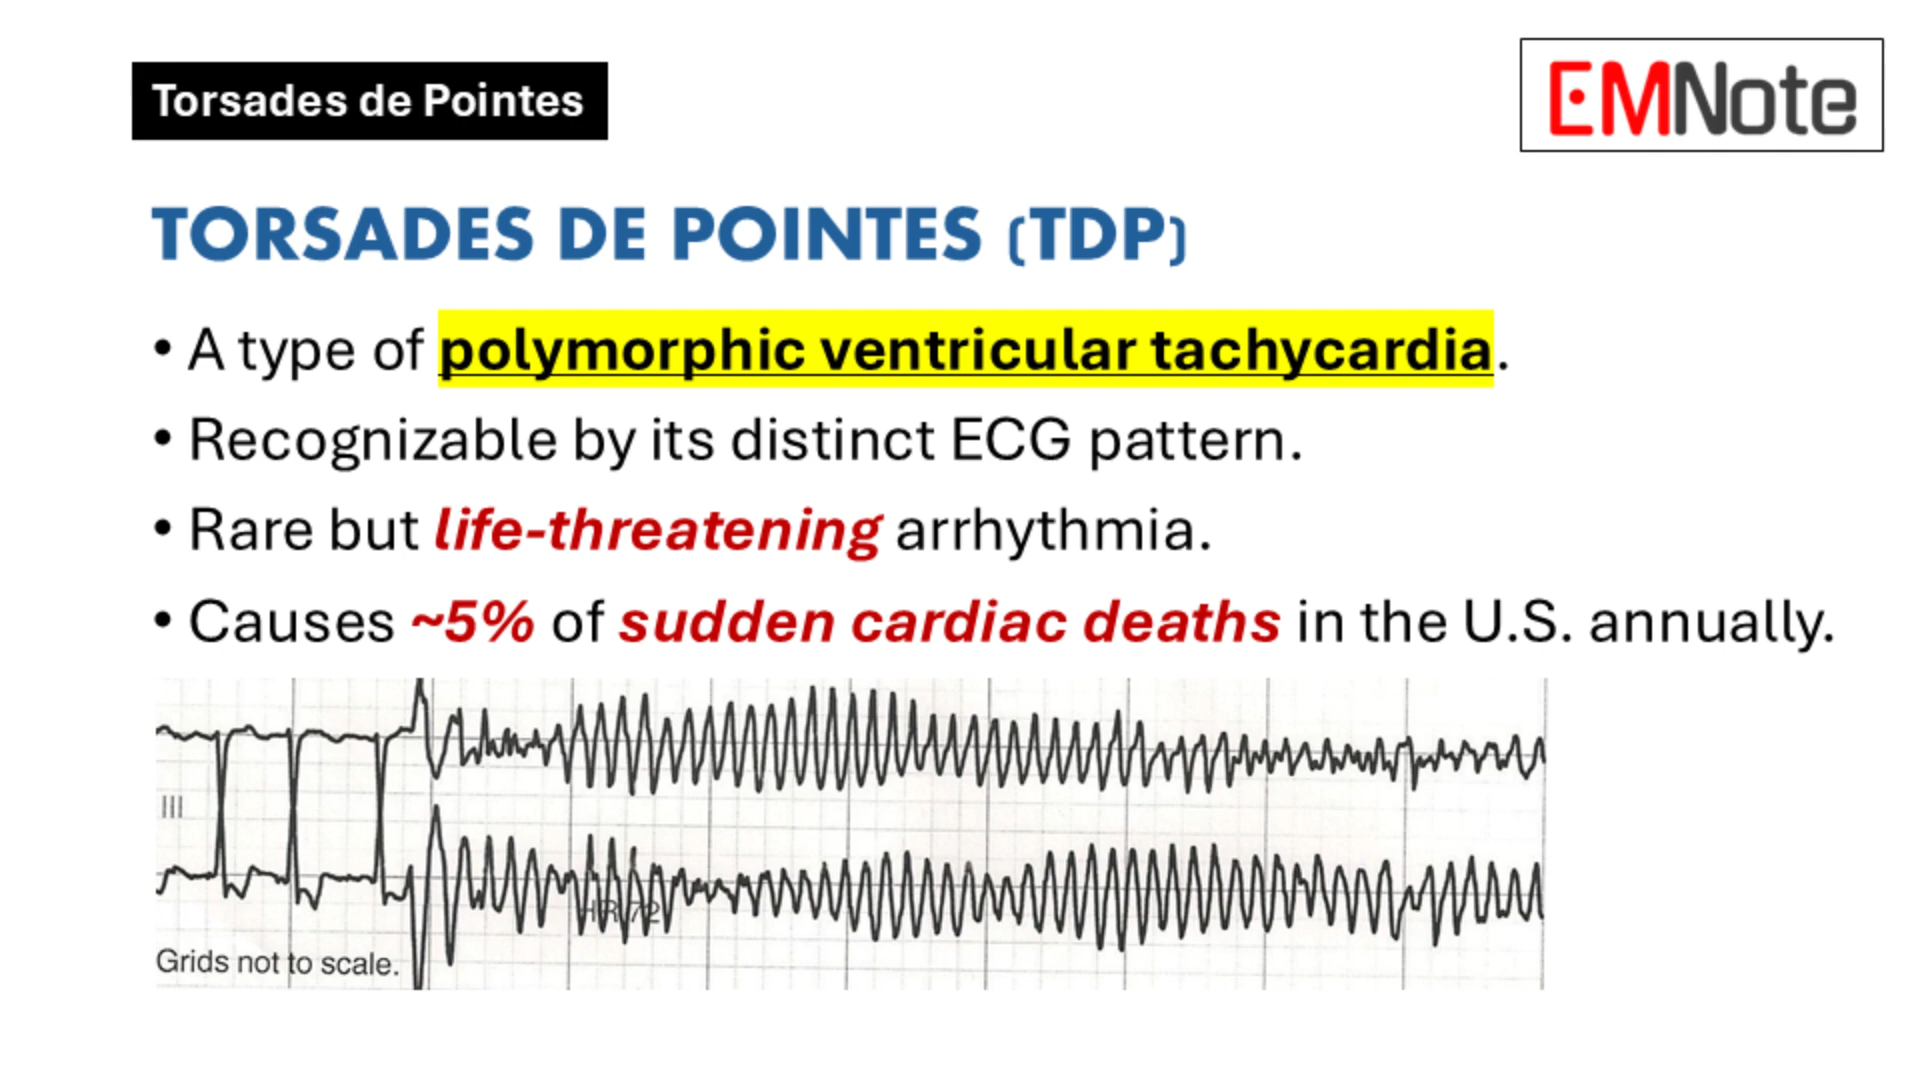 Torsades de Pointes
EMNote
TORSADES DE POINTES (TDP)
• A type of polymorphic ventricular tachycardia.
• Recognizable by its distinct ECG pattern.
• Rare but life-threatening arrhythmia.
• Causes ~5% of sudden cardiac deaths in the U.S. annually.
III
HR 72
Grids not to scale.